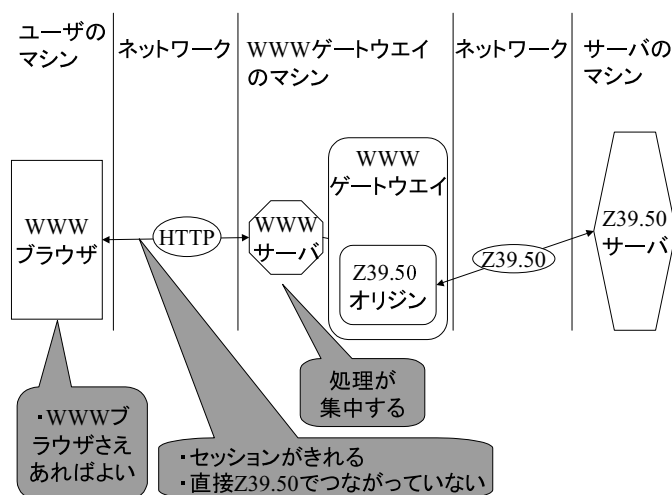 ユーザの
マシン
ネットワーク
WWWゲートウエイ
のマシン
ネットワーク
サーバの
マシン
WWW
ブラウザ
HTTP
WWW
サーバ
WWW
ゲートウエイ
Z39.50
オリジン
Z39.50
Z39.50
サーバ
・WWWブ
ラウザさえ
あればよい
処理が
集中する
・セッションがきれる
・直接Z39.50でつながっていない